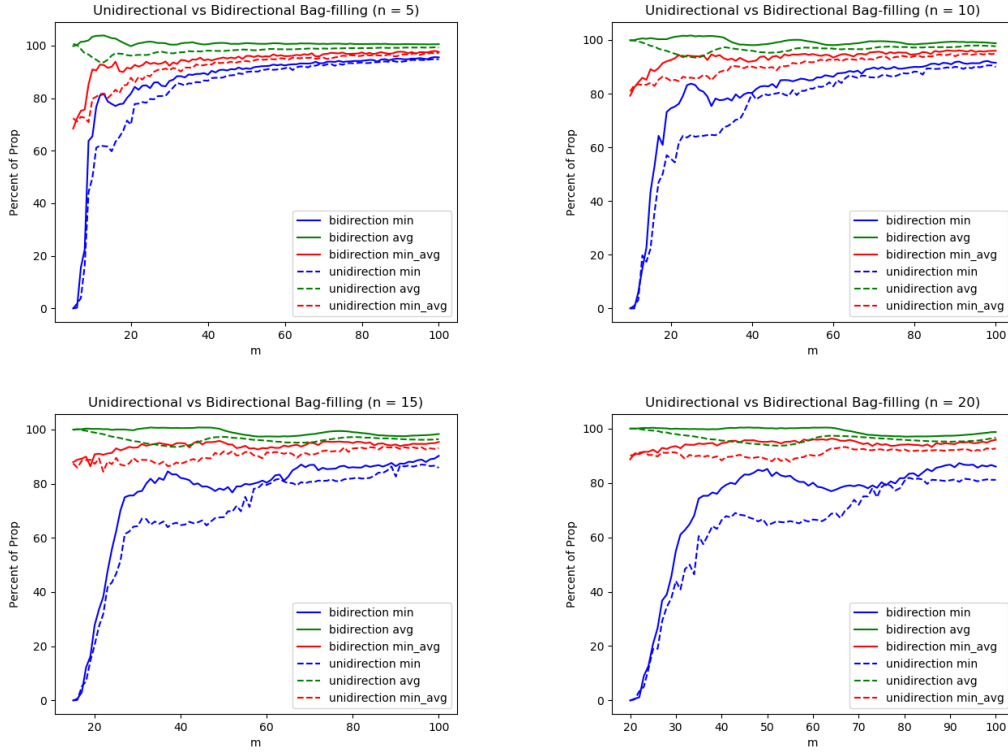 Unidirectional vs Bidirectional Bag-filling (n = 5)
Percent of Prop
100
80
60
40
20
0
bidirection min
bidirection avg
bidirection min_avg
unidirection min
unidirection avg
unidirection min_avg
20 40 60 80 100
m
Unidirectional vs Bidirectional Bag-filling (n = 10)
Percent of Prop
100
80
60
40
20
0
bidirection min
bidirection avg
bidirection min_avg
unidirection min
unidirection avg
unidirection min_avg
20 40 60 80 100
m
Unidirectional vs Bidirectional Bag-filling (n = 15)
Percent of Prop
100
80
60
40
20
0
bidirection min
bidirection avg
bidirection min_avg
unidirection min
unidirection avg
unidirection min_avg
20 40 60 80 100
m
Unidirectional vs Bidirectional Bag-filling (n = 20)
Percent of Prop
100
80
60
40
20
0
bidirection min
bidirection avg
bidirection min_avg
unidirection min
unidirection avg
unidirection min_avg
20 30 40 50 60 70 80 90 100
m